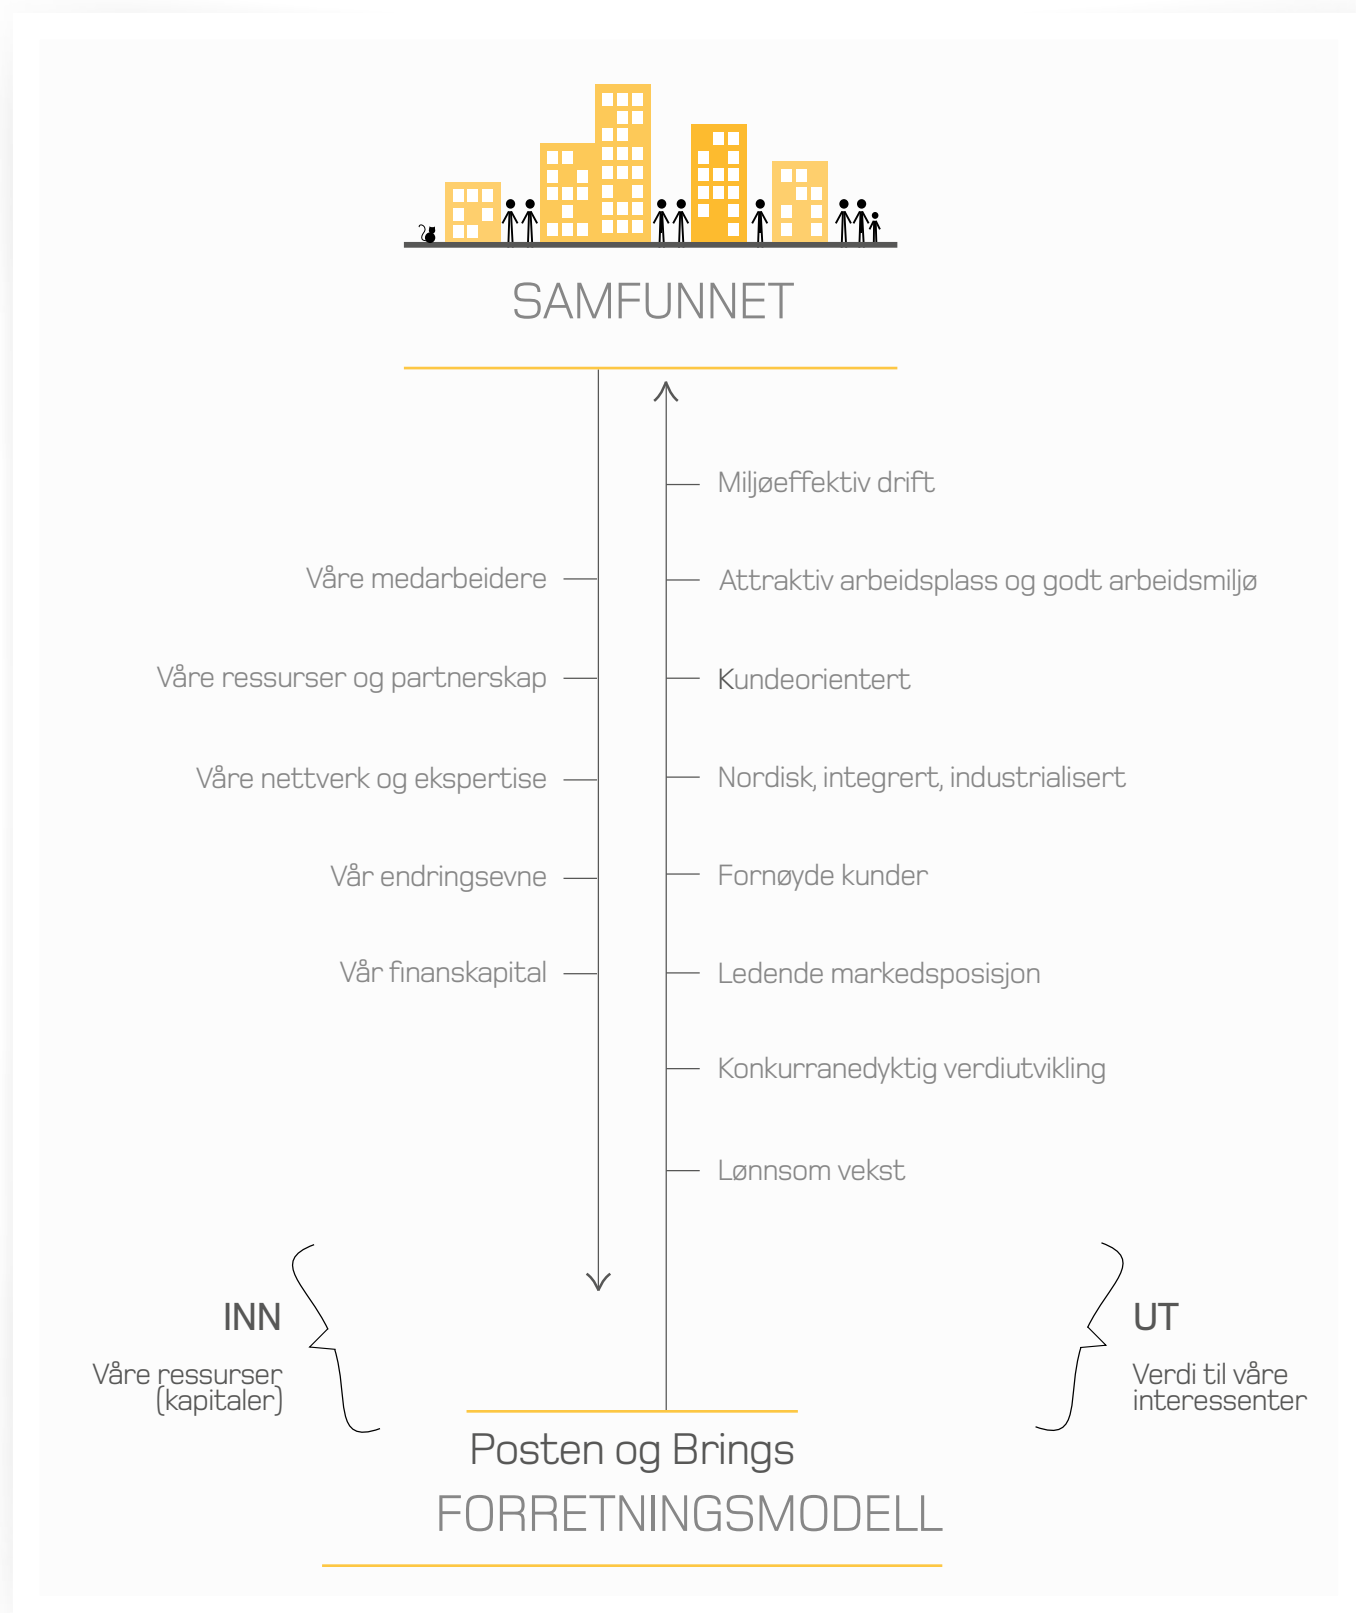 SAMFUNNET
Miljøeffektiv drift
Våre medarbeidere
Attraktiv arbeidsplass og godt arbeidsmiljø
Våre ressurser og partnerskap
Kundeorientert
Våre nettverk og ekspertise
Nordisk, integrert, industrialisert
Vår endringsevne
Fornøyde kunder
Vår finanskapital
Ledende markedsposisjon
Konkurranedyktig verdiutvikling
Lønnsom vekst
INN
Våre ressurser
(kapitaler)
UT
Verdi til våre
interessenter
Posten og Brings
FORRETNINGSMODELL